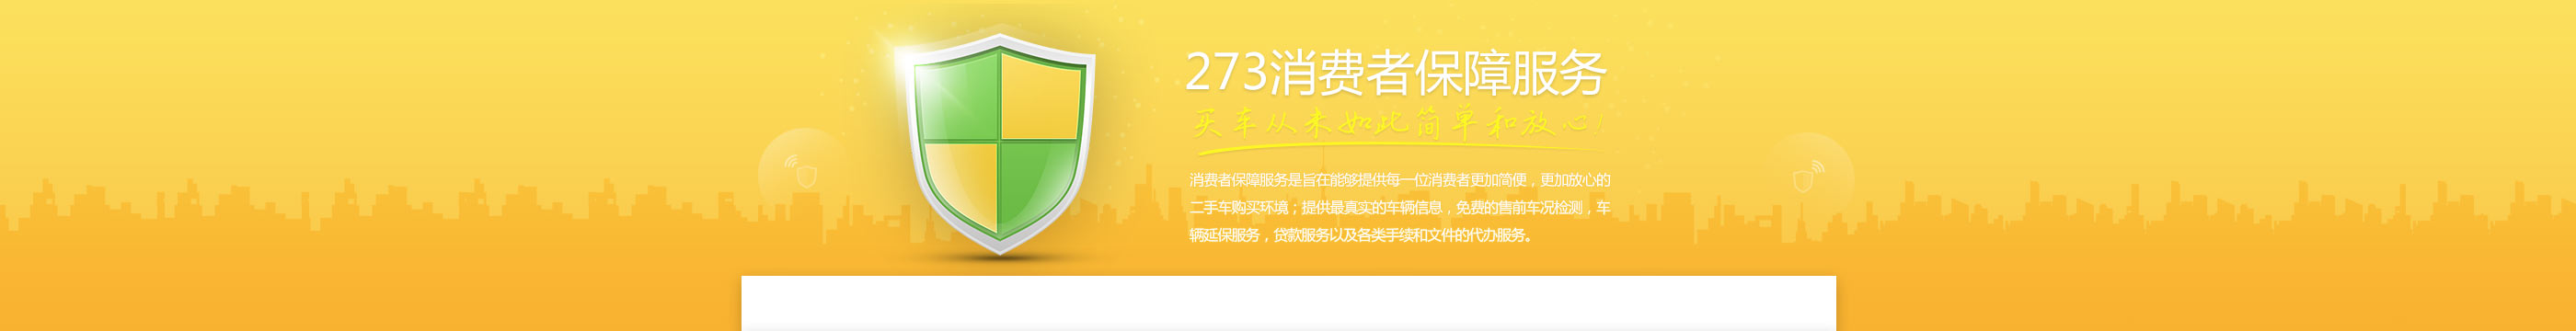 273消费者保障服务
买车从来如此简单和放心!
消费者保障服务是旨在能够提供每一位消费者更加简便，更加放心的
二手车购买环境；提供最真实的车辆信息，免费的售前车况检测，车
辆延保服务，贷款服务以及各类手续和文件的代办服务。